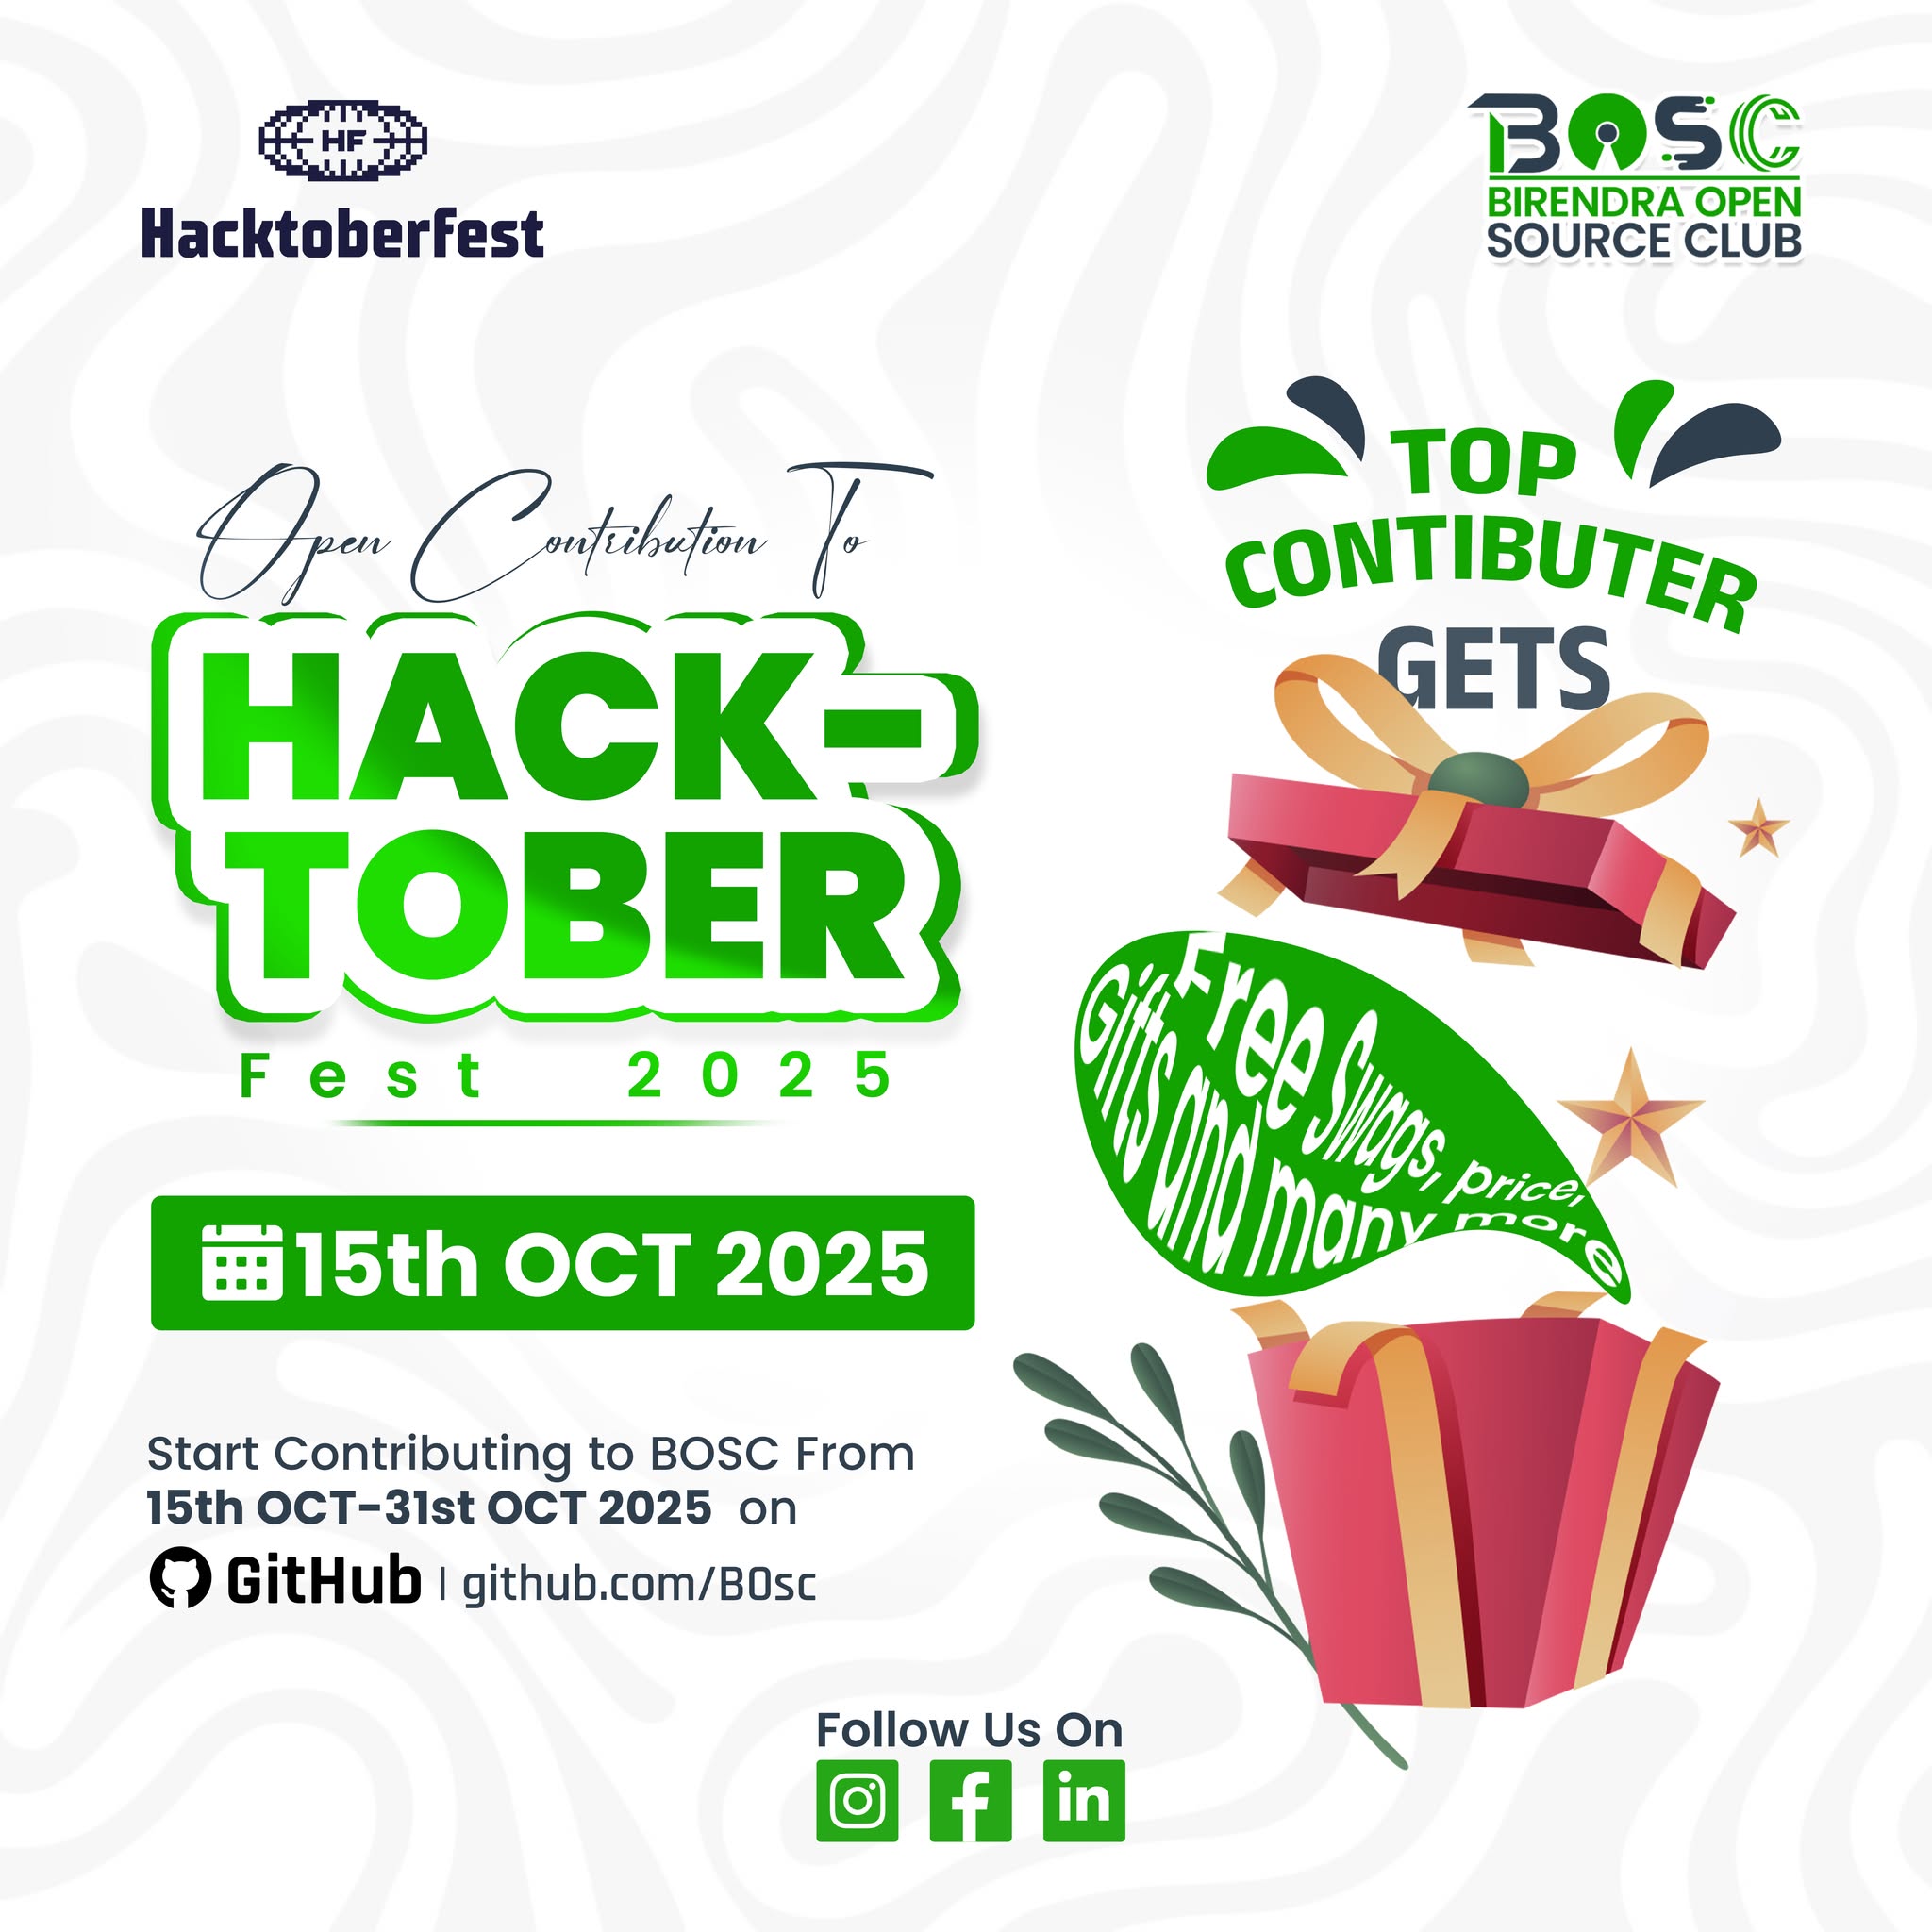 HF
Hacktoberfest
BOSC
BIRENDRA OPEN
SOURCE CLUB
Open Contribution To
HACK-
TOBER
Fest 2025
15th OCT 2025
Start Contributing to BOSC From
15th OCT-31st OCT 2025 on
GitHub | github.com/B0sc
TOP
CONTIBUTER
GETS
Free Swags, price,
Gifts and many more
Follow Us On